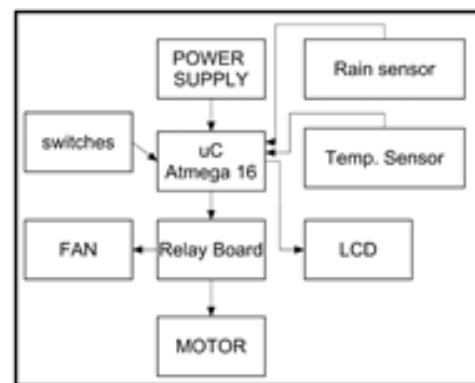 POWER
SUPPLY
Rain sensor
switches
uC
Atmega 16
Temp. Sensor
FAN
Relay Board
LCD
MOTOR